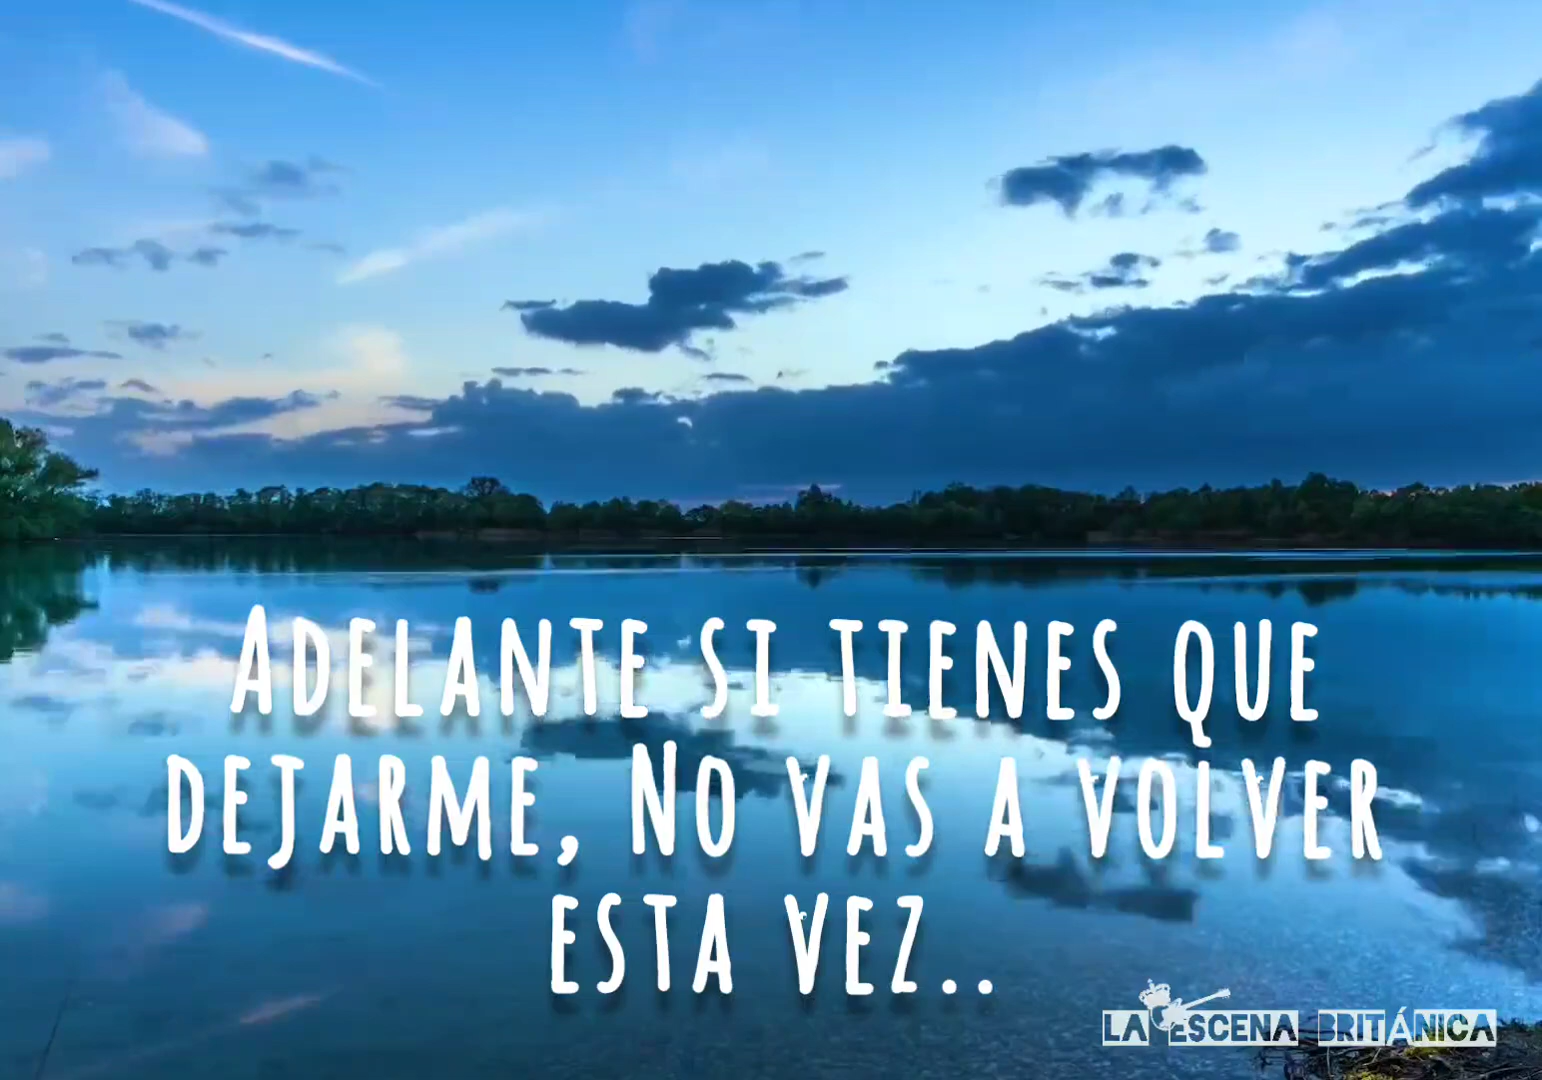 Adelante si tienes que
dejarme, No vas a volver
esta vez..
LA ESCENA BRITÁNICA